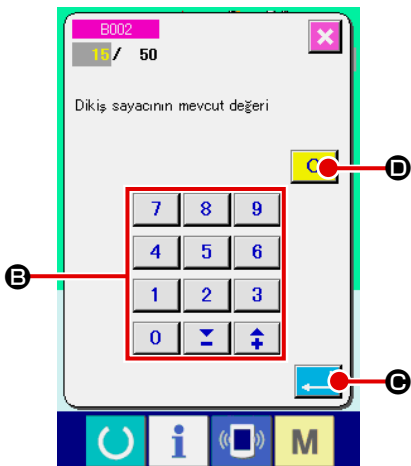 B002
15/ 50
Dikiş sayacının mevcut değeri
C
D
7 8 9
4 5 6
B
1 2 3
0
C
i M